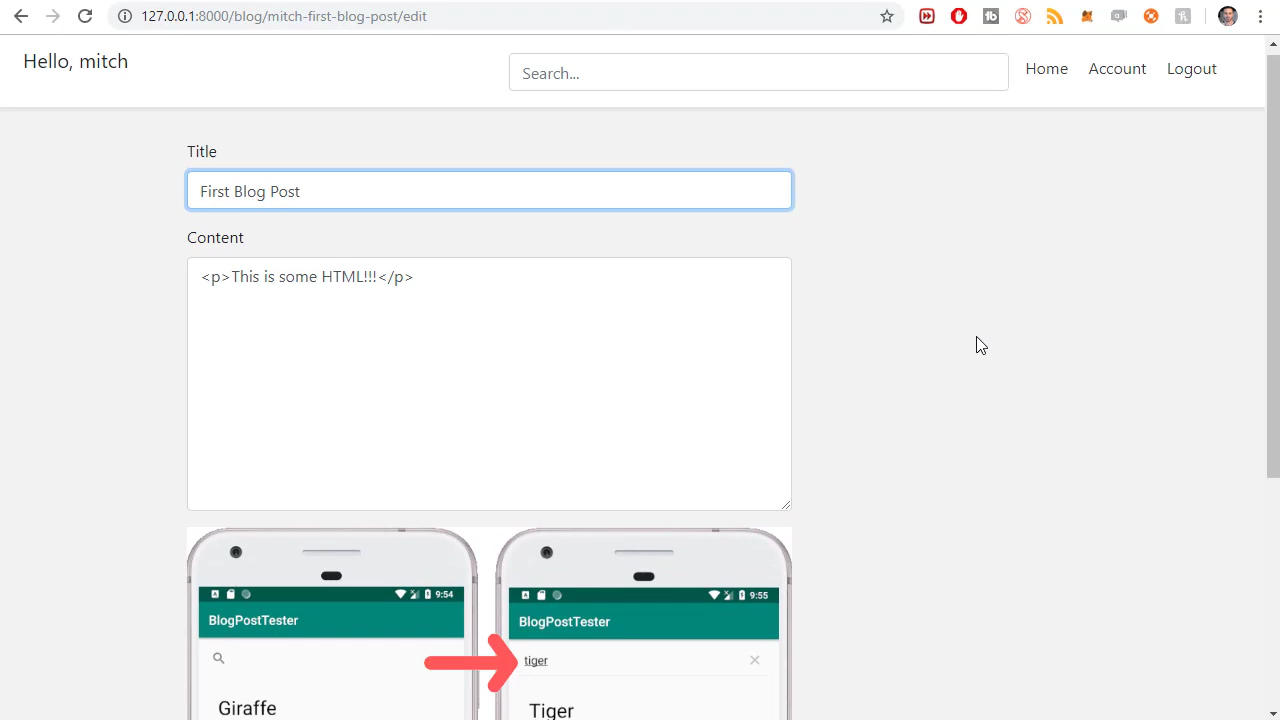 127.0.0.1:8000/blog/mitch-first-blog-post/edit
Hello, mitch
Search...
Home Account Logout
Title
First Blog Post
Content
<p>This is some HTML!!!</p>
9:54
BlogPostTester
Giraffe
9:55
BlogPostTester
tiger
Tiger